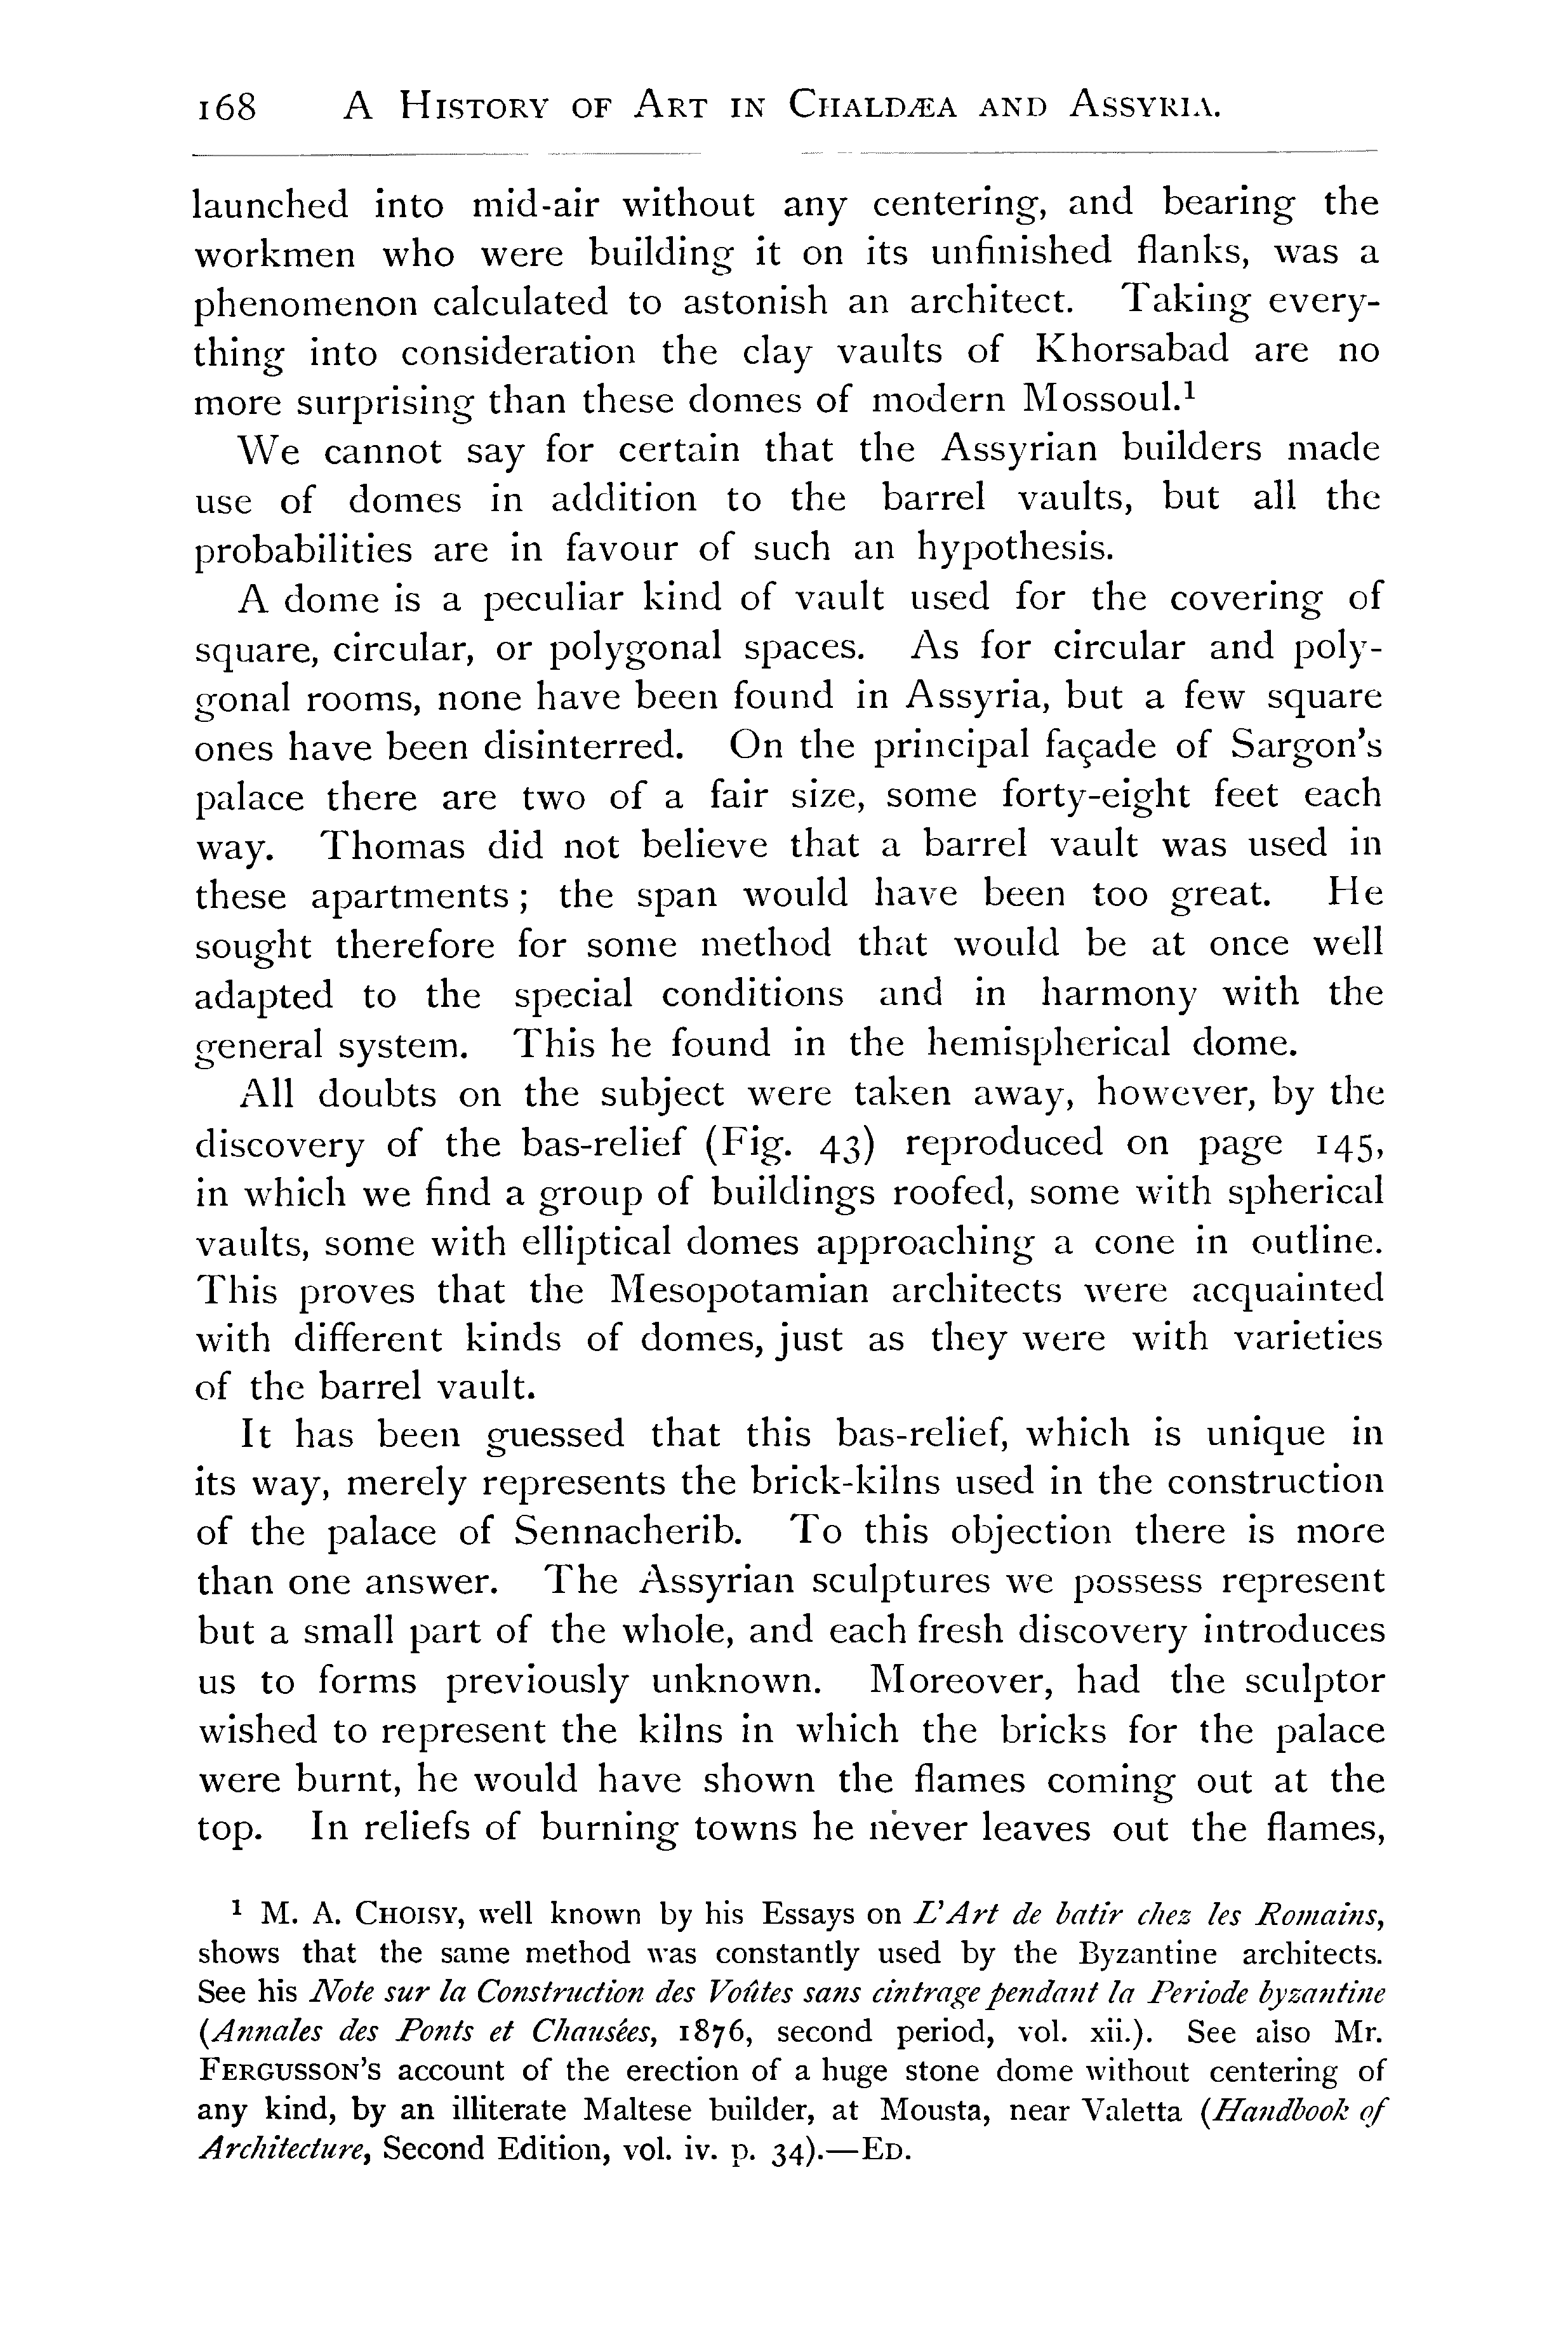 168 A History of Art in Chaldæa and Assyria.
launched into mid-air without any centering, and bearing the
workmen who were building it on its unfinished flanks, was a
phenomenon calculated to astonish an architect. Taking every-
thing into consideration the clay vaults of Khorsabad are no
more surprising than these domes of modern Mossoul.¹
We cannot say for certain that the Assyrian builders made
use of domes in addition to the barrel vaults, but all the
probabilities are in favour of such an hypothesis.
A dome is a peculiar kind of vault used for the covering of
square, circular, or polygonal spaces. As for circular and poly-
gonal rooms, none have been found in Assyria, but a few square
ones have been disinterred. On the principal façade of Sargon's
palace there are two of a fair size, some forty-eight feet each
way. Thomas did not believe that a barrel vault was used in
these apartments; the span would have been too great. He
sought therefore for some method that would be at once well
adapted to the special conditions and in harmony with the
general system. This he found in the hemispherical dome.
All doubts on the subject were taken away, however, by the
discovery of the bas-relief (Fig. 43) reproduced on page 145,
in which we find a group of buildings roofed, some with spherical
vaults, some with elliptical domes approaching a cone in outline.
This proves that the Mesopotamian architects were acquainted
with different kinds of domes, just as they were with varieties
of the barrel vault.
It has been guessed that this bas-relief, which is unique in
its way, merely represents the brick-kilns used in the construction
of the palace of Sennacherib. To this objection there is more
than one answer. The Assyrian sculptures we possess represent
but a small part of the whole, and each fresh discovery introduces
us to forms previously unknown. Moreover, had the sculptor
wished to represent the kilns in which the bricks for the palace
were burnt, he would have shown the flames coming out at the
top. In reliefs of burning towns he never leaves out the flames,
¹ M. A. Choisy, well known by his Essays on L'Art de batir chez les Romains,
shows that the same method was constantly used by the Byzantine architects.
See his Note sur la Construction des Voûtes sans cintrage pendant la Periode byzantine
(Annales des Ponts et Chausées, 1876, second period, vol. xii.). See also Mr.
Fergusson's account of the erection of a huge stone dome without centering of
any kind, by an illiterate Maltese builder, at Mousta, near Valetta (Handbook of
Architecture, Second Edition, vol. iv. p. 34).—Ed.